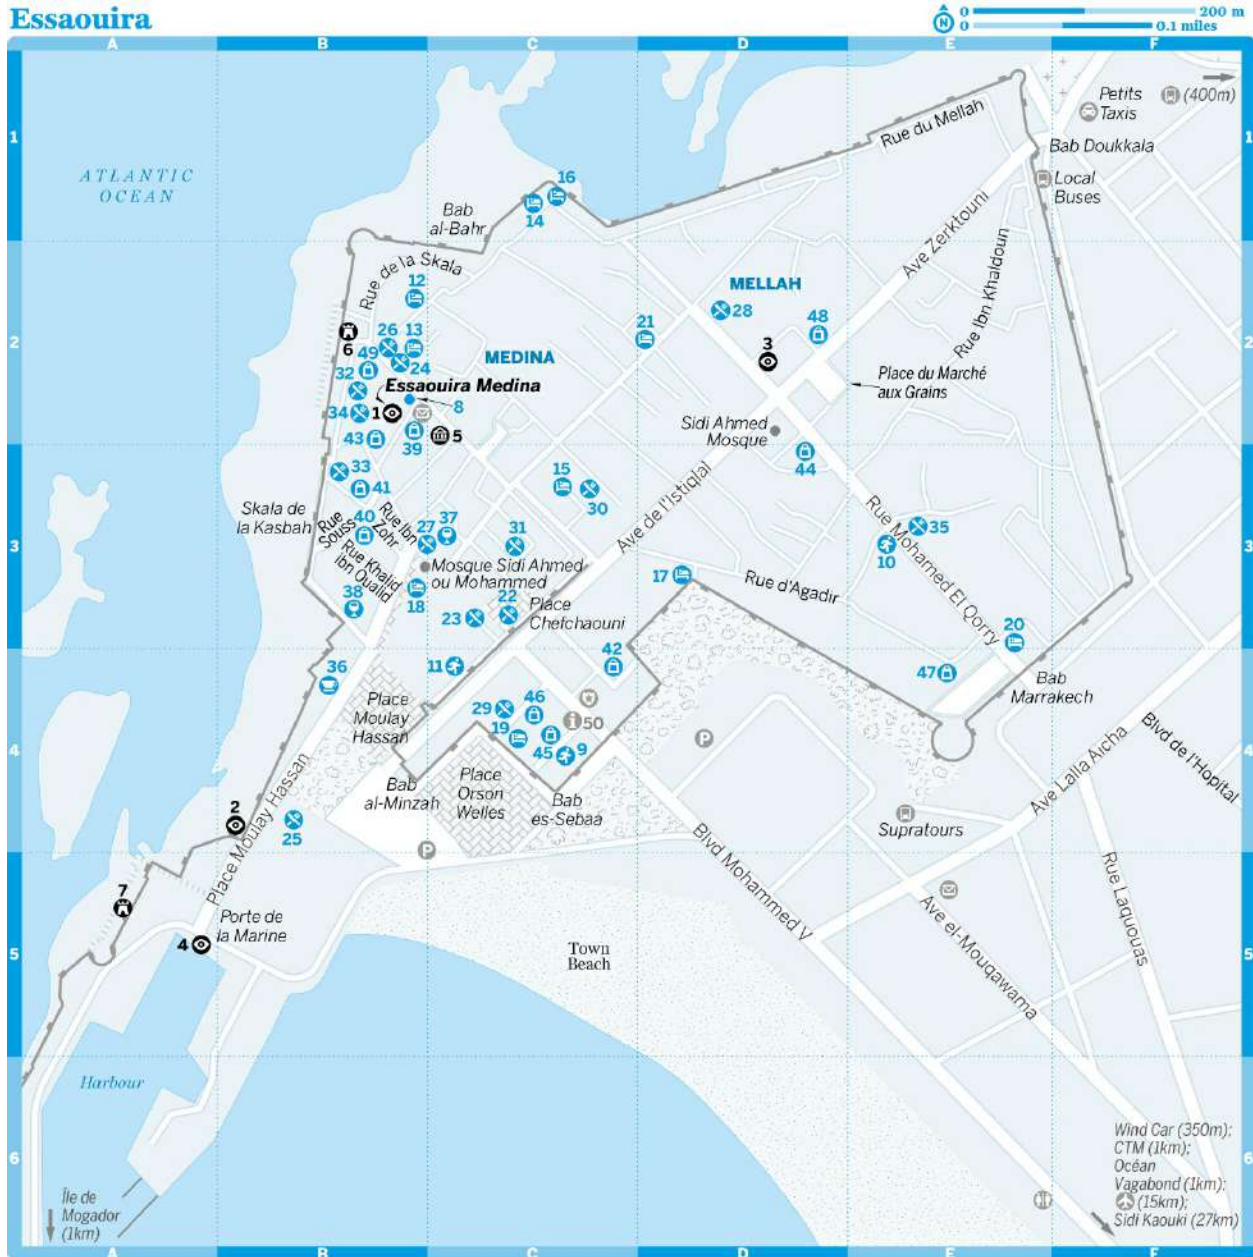 Essaouira
N
0 200 m
0 0.1 miles
A B C D E F
1
ATLANTIC
OCEAN
Bab
al-Bahr
16
14
Rue du Mellah
Petits
Taxis
(400m)
Bab Doukkala
Local
Buses
1
2
Rue de la Skala
12
6
26
13
49
24
32
MEDINA
Essaouira Medina
34
1
8
43
39
5
21
MELLAH
28
48
3
Ave Zerktouni
Rue Ibn Khaldoun
Place du Marché
aux Grains
Sidi Ahmed
Mosque
2
3
33
41
Skala de
la Kasbah
40
Rue
Souss
Rue Ibn
Zohr
Rue Khalid
ibn Oualid
27
37
31
15
30
Mosque Sidi Ahmed
ou Mohammed
38
18
22
23
Place
Chefchaouni
Ave de l'Istiqlal
44
17
Rue d'Agadir
35
10
Rue Mohamed El Qorry
20
3
4
36
11
Place
Moulay
Hassan
42
29
46
50
19
45
9
Bab
al-Minzah
Place
Orson
Welles
Bab
es-Sebaa
P
47
Bab
Marrakech
Supratours
Ave Lalla Aicha
Blvd de l'Hopital
2
25
Place Moulay Hassan
P
4
5
7
4
Porte de
la Marine
Town
Beach
Blvd Mohammed V
Ave el-Mouqawama
Rue Laquouas
5
6
Harbour
Île de
Mogador
(1km)
Wind Car (350m);
CTM (1km);
Océan
Vagabond (1km);
(15km);
Sidi Kaouki (27km)
6
A B C D E F